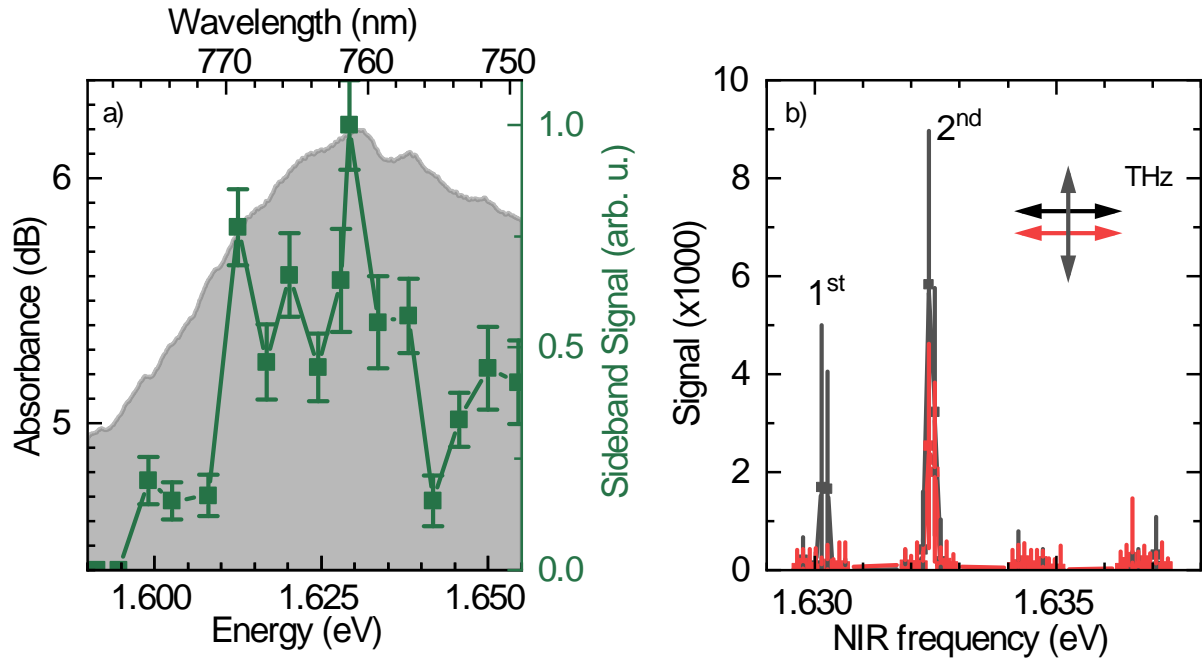 Wavelength (nm)
770 760 750
a)
6
5
Absorbance (dB)
1.0
0.5
0.0
Sideband Signal (arb. u.)
1.600 1.625 1.650
Energy (eV)
b)
10
8
6
4
2
0
Signal (x1000)
1st
2nd
THz
1.630 1.635
NIR frequency (eV)